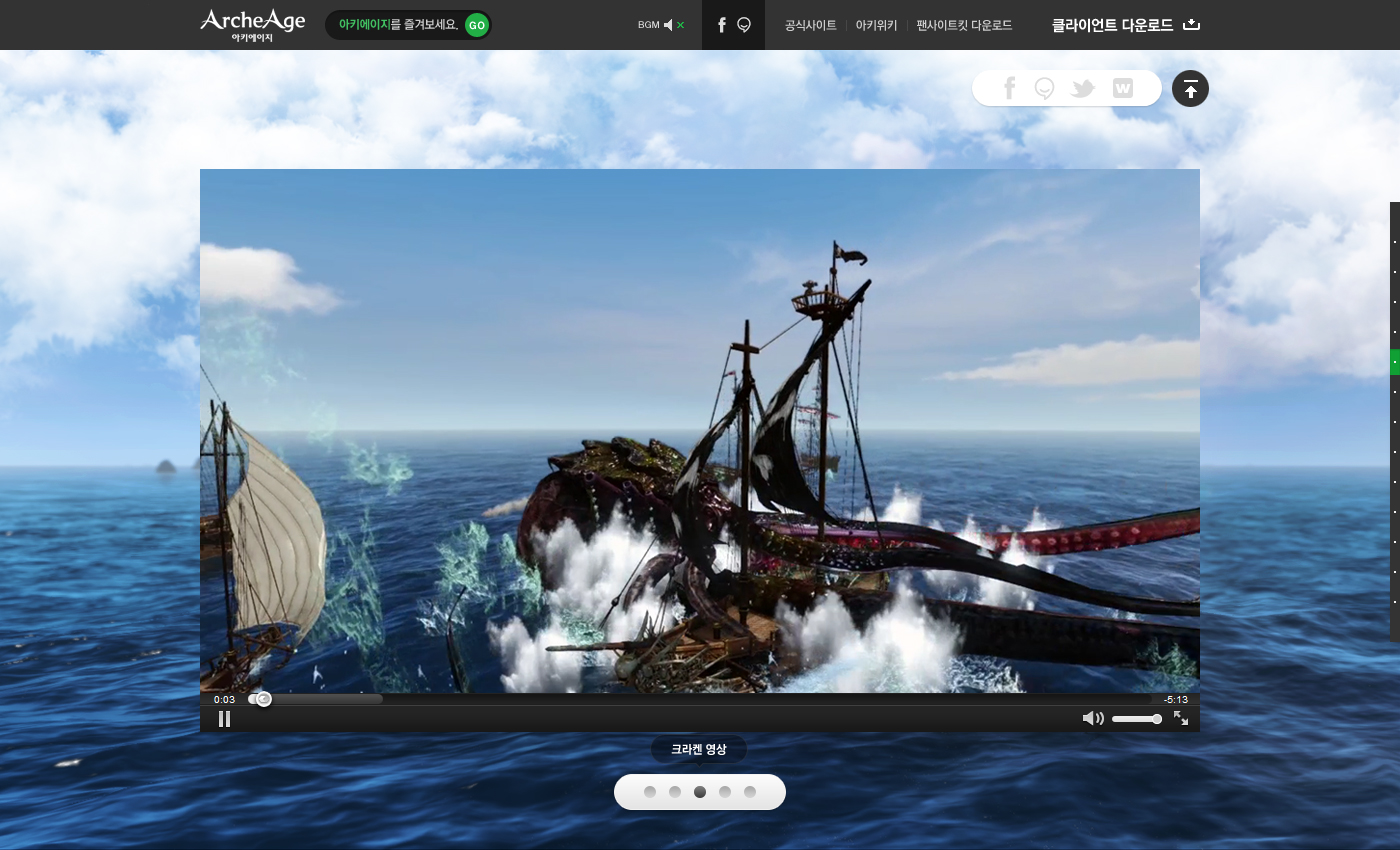 ArcheAge
아키에이지
아키에이지를 즐겨보세요. GO
BGM
공식사이트
아키위키
팬사이트킷 다운로드
클라이언트 다운로드
0:03
-5:13
크라켄 영상